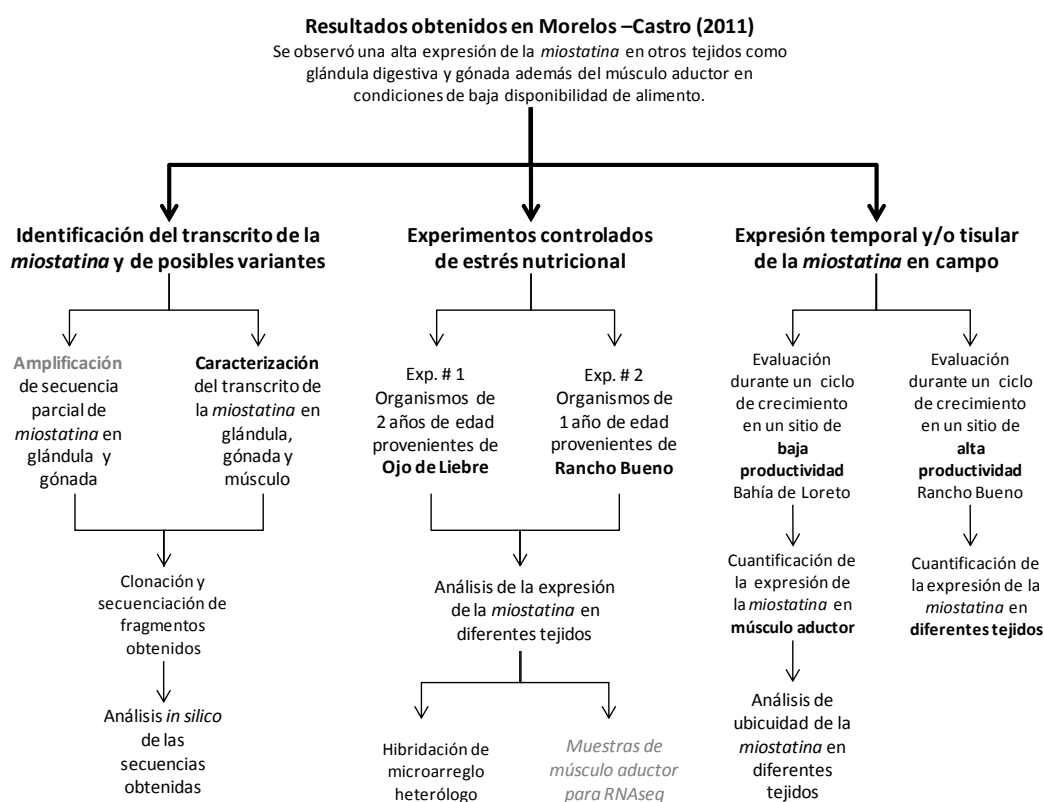 Resultados obtenidos en Morelos –Castro (2011)
Se observó una alta expresión de la miostatina en otros tejidos como
glándula digestiva y gónada además del músculo aductor en
condiciones de baja disponibilidad de alimento.
Identificación del transcrito de la
miostatina y de posibles variantes
Amplificación
de secuencia
parcial de
miostatina en
glándula y
gónada
Caracterización
del transcrito de
la miostatina en
glándula,
gónada y
músculo
Clonación y
secuenciación de
fragmentos
obtenidos
Análisis in silico
de las
secuencias
obtenidas
Experimentos controlados
de estrés nutricional
Exp. # 1
Organismos de
2 años de edad
provenientes de
Ojo de Liebre
Exp. # 2
Organismos de
1 año de edad
provenientes de
Rancho Bueno
Análisis de la expresión
de la miostatina en
diferentes tejidos
Hibridación de
microarreglo
heterólogo
Muestras de
músculo aductor
para RNAseq
Expresión temporal y/o tisular
de la miostatina en campo
Evaluación
durante un ciclo
de crecimiento
en un sitio de
baja
productividad
Bahía de Loreto
Cuantificación de
la expresión de
la miostatina en
músculo aductor
Análisis de
ubicuidad de la
miostatina en
diferentes
tejidos
Evaluación
durante un ciclo
de crecimiento
en un sitio de
alta
productividad
Rancho Bueno
Cuantificación de
la expresión de la
miostatina en
diferentes tejidos